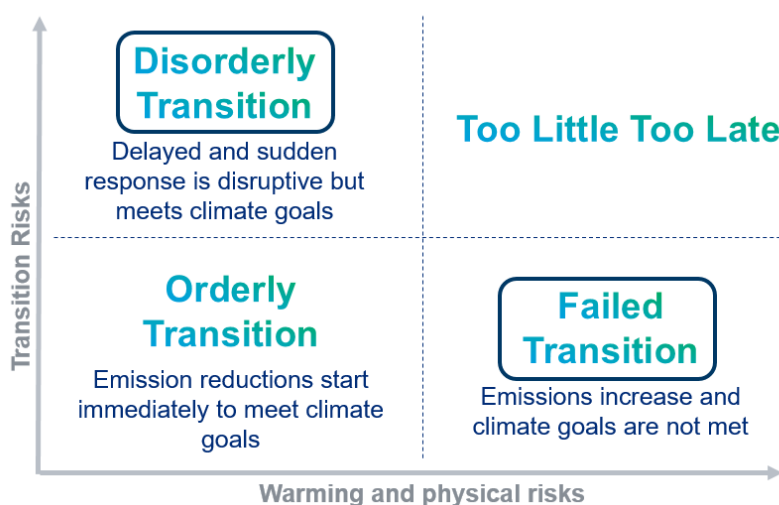 Disorderly
Transition
Delayed and sudden
response is disruptive but
meets climate goals
Too Little Too Late
Transition Risks
Orderly
Transition
Emission reductions start
immediately to meet climate
goals
Failed
Transition
Emissions increase and
climate goals are not met
Warming and physical risks